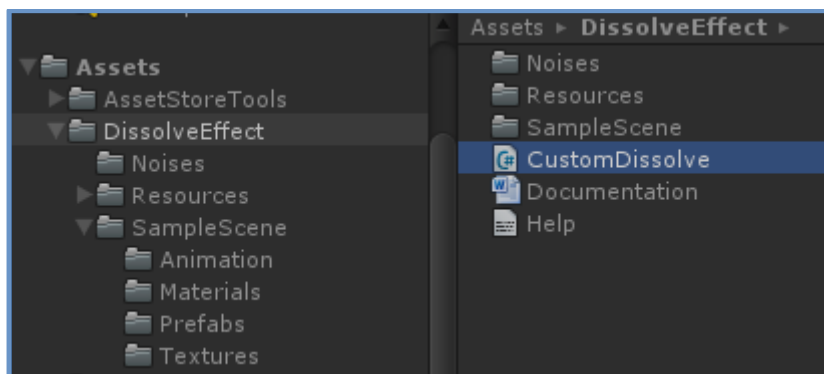 Assets
AssetStoreTools
DissolveEffect
Noises
Resources
SampleScene
Animation
Materials
Prefabs
Textures
Assets ▸ DissolveEffect ▸
Noises
Resources
SampleScene
CustomDissolve
Documentation
Help